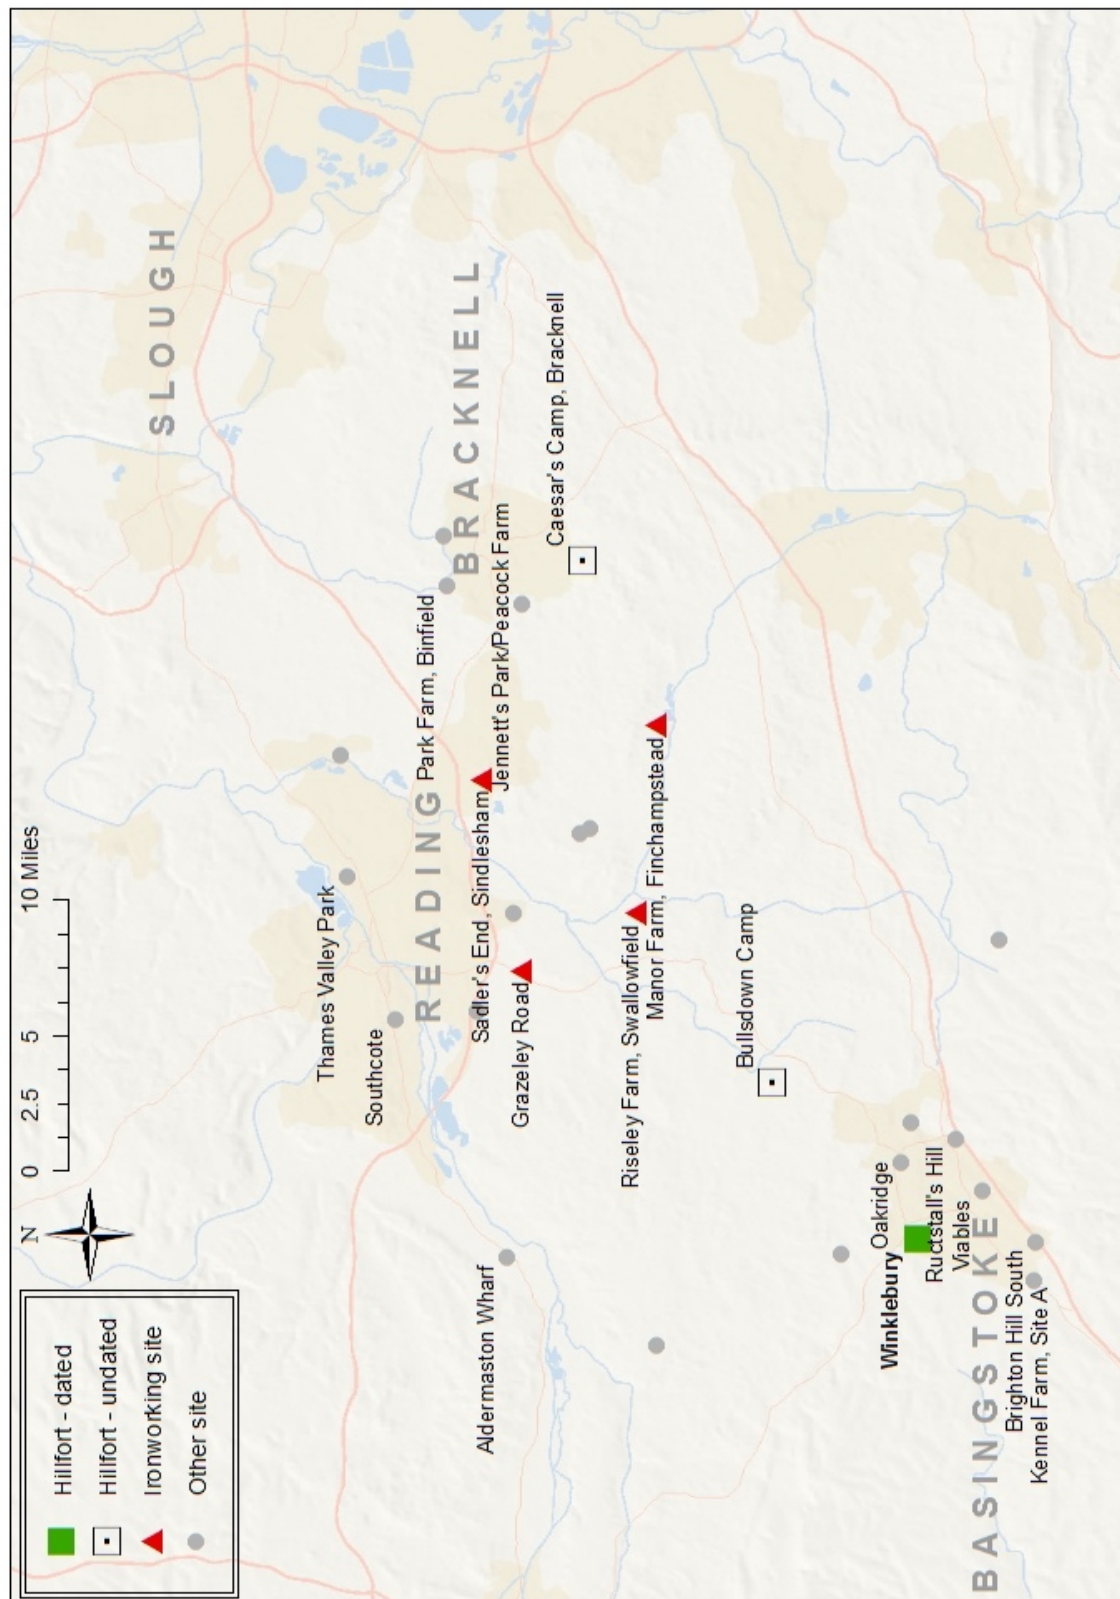 Hillfort - dated
Hillfort - undated
Ironworking site
Other site
N
0 2.5 5 10 Miles
SLOUGH
Thames Valley Park
Southcote
READING
Park Farm, Binfield
BRACKNELL
Sadler's End, Sindlesham
Jennett's Park/Peacock Farm
Aldermaston Wharf
Grazeley Road
Caesar's Camp, Bracknell
Riseley Farm, Swallowfield
Manor Farm, Finchampstead
Bullsdown Camp
Oakridge
Winklebury
Ructstall's Hill
Viables
BASINGSTOKE
Brighton Hill South
Kennel Farm, Site A